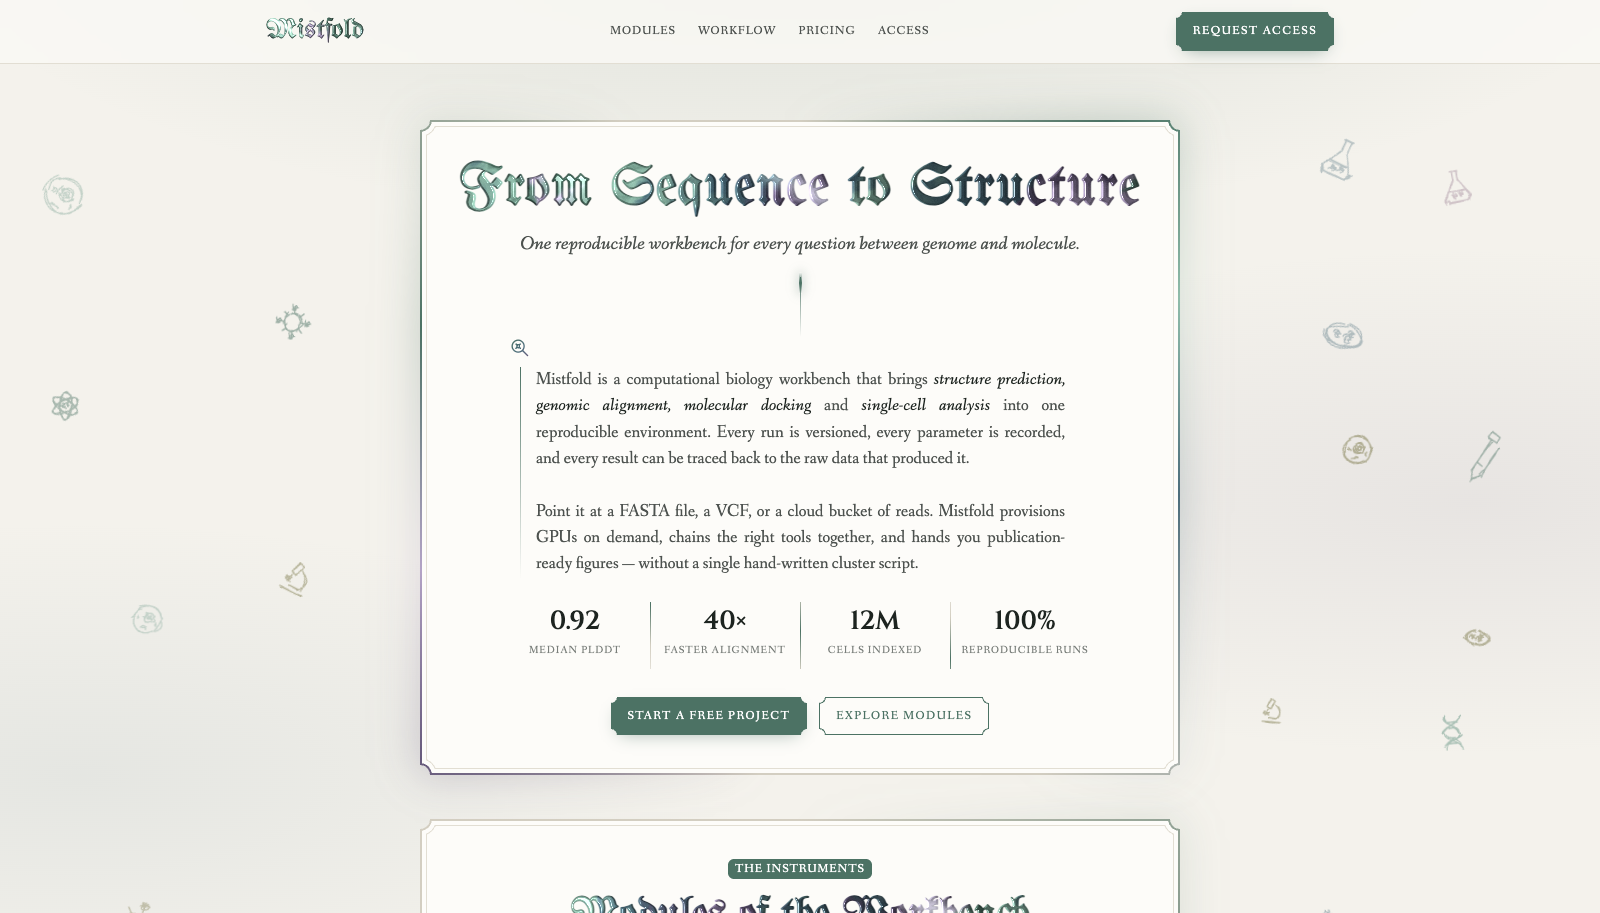 Mistfold
MODULES WORKFLOW PRICING ACCESS
REQUEST ACCESS
From Sequence to Structure
One reproducible workbench for every question between genome and molecule.
Mistfold is a computational biology workbench that brings structure prediction,
genomic alignment, molecular docking and single-cell analysis into one
reproducible environment. Every run is versioned, every parameter is recorded,
and every result can be traced back to the raw data that produced it.
Point it at a FASTA file, a VCF, or a cloud bucket of reads. Mistfold provisions
GPUs on demand, chains the right tools together, and hands you publication-
ready figures — without a single hand-written cluster script.
0.92 40× 12M 100%
MEDIAN PLDDT FASTER ALIGNMENT CELLS INDEXED REPRODUCIBLE RUNS
START A FREE PROJECT EXPLORE MODULES
THE INSTRUMENTS
Modules of the Workbench